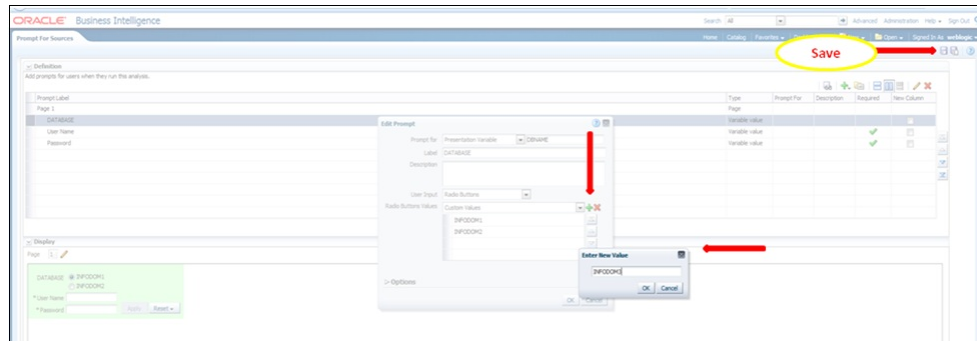 ORACLE Business Intelligence
Search All Advanced Administration Help Sign Out
Prompt For Sources
Home Catalog Favorites Open Signed In As weblogic
Save
Definition
Add prompts for users when they run this analysis.
Prompt Label Type Prompt For Description Required New Column
Page 1 Page
DATABASE Variable value
User Name Variable value
Password Variable value
Edit Prompt
Prompt for Presentation Variable DBNAME
Label DATABASE
Description
User Input Radio Buttons
Radio Buttons Values Custom Values
INFODOM1
INFODOM2
Enter New Value
INFODOM3
OK Cancel
Options
OK Cancel
Display
Page 1
DATABASE INFODOM1
INFODOM2
* User Name
* Password Apply Reset